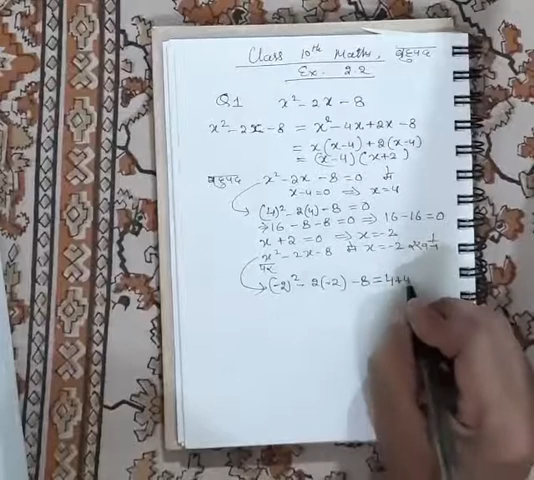 Class 10th Maths, बहुपद
Ex. 2.2
Q.1 x² - 2x - 8
x² - 2x - 8 = x² - 4x + 2x - 8
= x(x-4) + 2(x-4)
= (x-4) (x+2)
बहुपद x² - 2x - 8 = 0 में
x-4=0 ⇒ x=4
(4)² - 2(4) - 8 = 0
⇒ 16 - 8 - 8 = 0 ⇒ 16 - 16 = 0
x + 2 = 0 ⇒ x = -2
x² - 2x - 8 में x = -2 रखने
पर
(-2)² - 2(-2) - 8 = 4+4